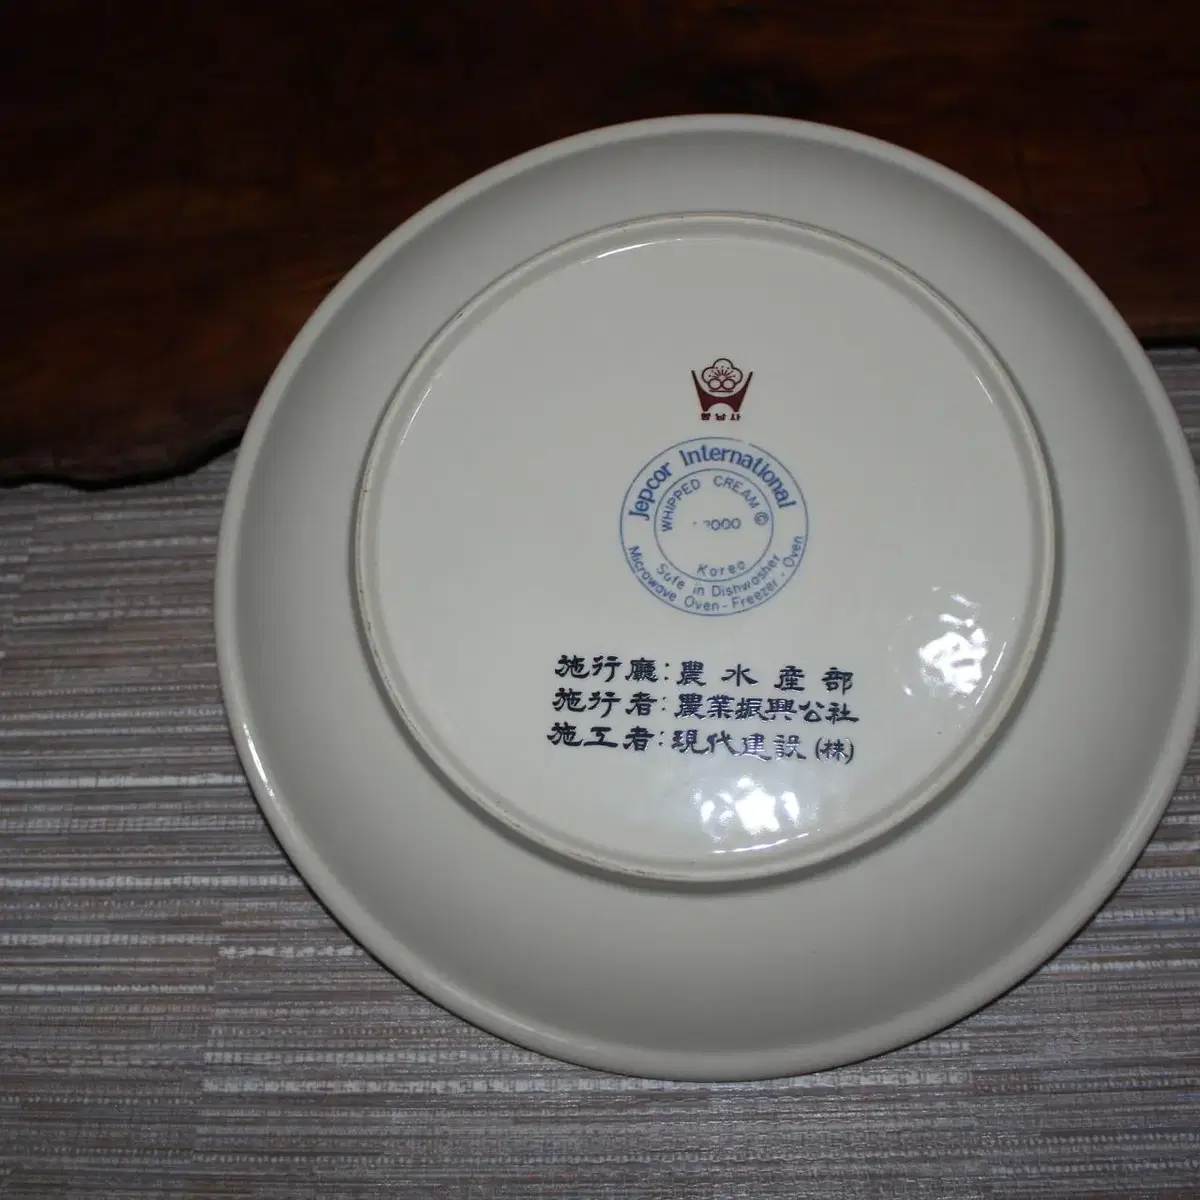 Jepcor International
WHIPPED CREAM ©
Korea
Safe in Dishwasher
Microwave Oven - Freezer - Oven
施行廳: 農水産部
施行者: 農業振興公社
施工者: 現代建設(株)